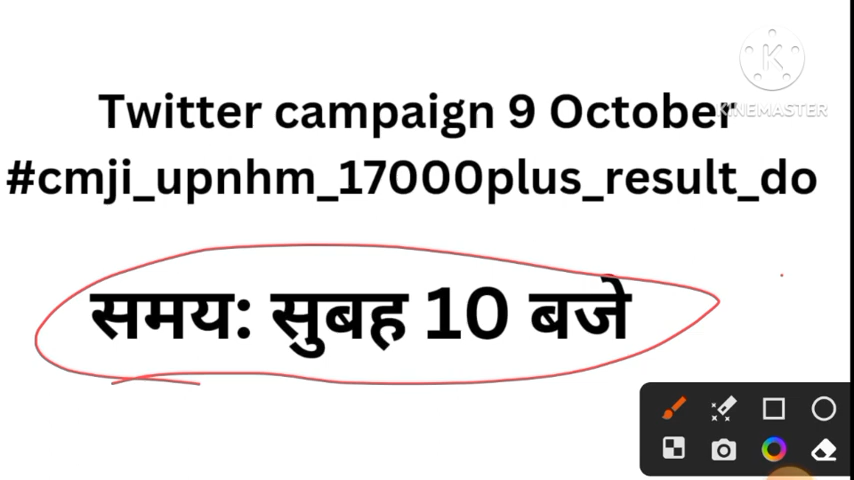 Twitter campaign 9 October
KINEMASTER
#cmji_upnhm_17000plus_result_do
समय: सुबह 10 बजे